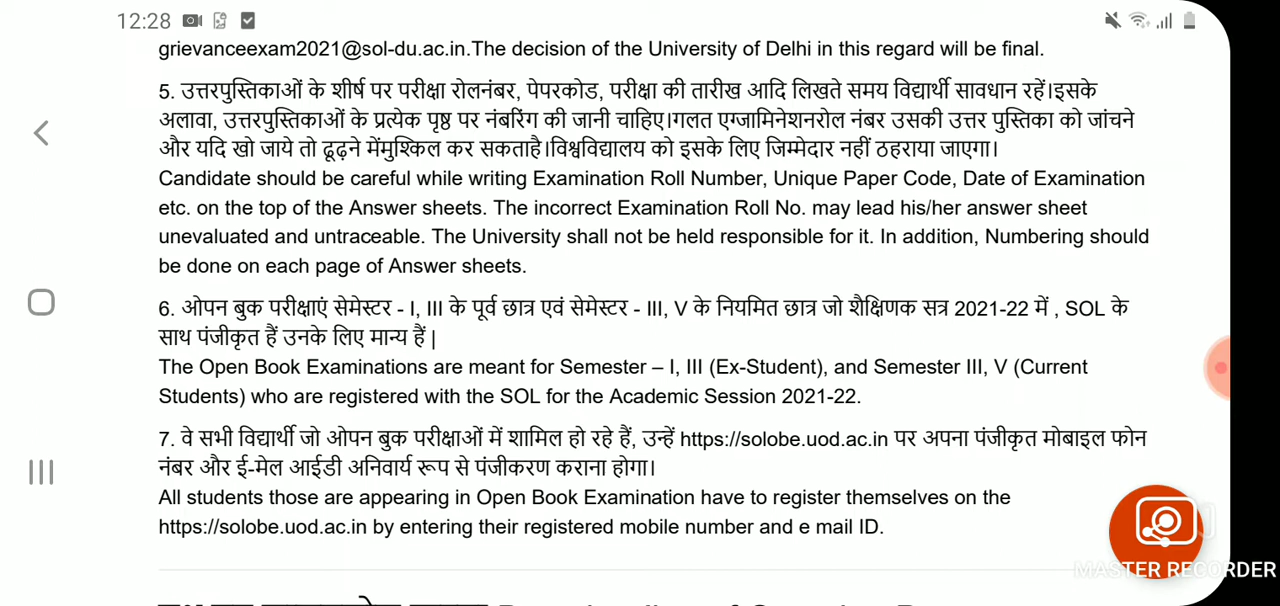 12:28
grievanceexam2021@sol-du.ac.in.The decision of the University of Delhi in this regard will be final.
5. उत्तरपुस्तिकाओं के शीर्ष पर परीक्षा रोलनंबर, पेपरकोड, परीक्षा की तारीख आदि लिखते समय विद्यार्थी सावधान रहें।इसके
अलावा, उत्तरपुस्तिकाओं के प्रत्येक पृष्ठ पर नंबरिंग की जानी चाहिए।गलत एग्जामिनेशनरोल नंबर उसकी उत्तर पुस्तिका को जांचने
और यदि खो जाये तो ढूढ़ने मेंमुश्किल कर सकताहै।विश्वविद्यालय को इसके लिए जिम्मेदार नहीं ठहराया जाएगा।
Candidate should be careful while writing Examination Roll Number, Unique Paper Code, Date of Examination
etc. on the top of the Answer sheets. The incorrect Examination Roll No. may lead his/her answer sheet
unevaluated and untraceable. The University shall not be held responsible for it. In addition, Numbering should
be done on each page of Answer sheets.
6. ओपन बुक परीक्षाएं सेमेस्टर - I, III के पूर्व छात्र एवं सेमेस्टर - III, V के नियमित छात्र जो शैक्षिणक सत्र 2021-22 में , SOL के
साथ पंजीकृत हैं उनके लिए मान्य हैं |
The Open Book Examinations are meant for Semester – I, III (Ex-Student), and Semester III, V (Current
Students) who are registered with the SOL for the Academic Session 2021-22.
7. वे सभी विद्यार्थी जो ओपन बुक परीक्षाओं में शामिल हो रहे हैं, उन्हें https://solobe.uod.ac.in पर अपना पंजीकृत मोबाइल फोन
नंबर और ई-मेल आईडी अनिवार्य रूप से पंजीकरण कराना होगा।
All students those are appearing in Open Book Examination have to register themselves on the
https://solobe.uod.ac.in by entering their registered mobile number and e mail ID.
MASTER RECORDER